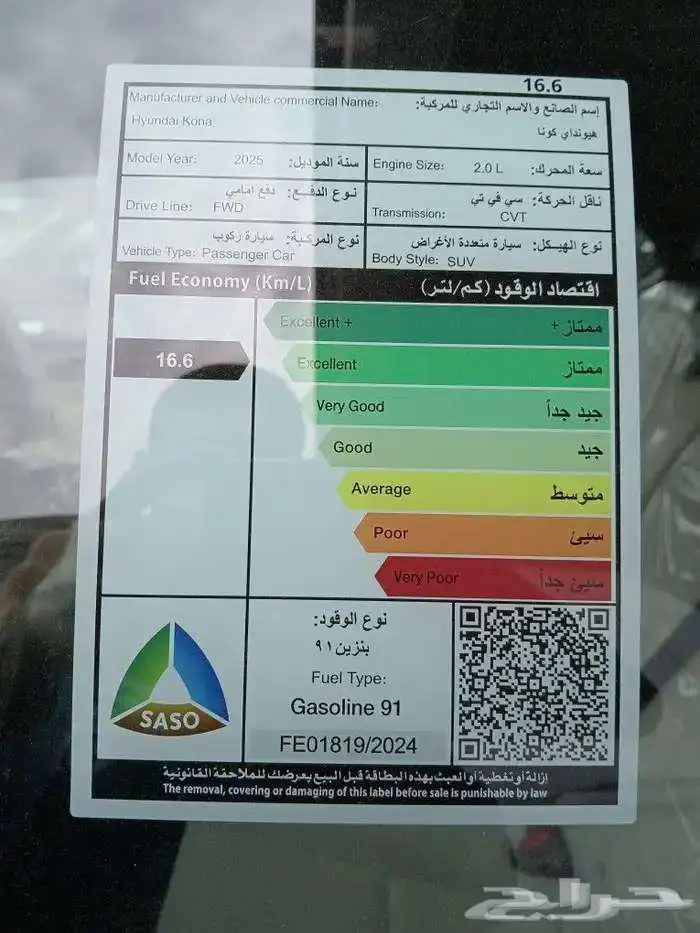 16.6
Manufacturer and Vehicle commercial Name: إسم الصانع والاسم التجاري للمركبة:
Hyundai Kona هيونداي كونا
Model Year: 2025 سنة الموديل: Engine Size: 2.0 L سعة المحرك:
نوع الدفع: دفع امامي ناقل الحركة: سي في تي
Drive Line: FWD Transmission: CVT
نوع المركبة: سيارة ركوب نوع الهيكل: سيارة متعددة الأغراض
Vehicle Type: Passenger Car Body Style: SUV
Fuel Economy (Km/L) اقتصاد الوقود (كم/لتر)
Excellent + ممتاز +
16.6 Excellent ممتاز
Very Good جيد جداً
Good جيد
Average متوسط
Poor سيئ
Very Poor سيئ جداً
نوع الوقود:
بنزين ٩١
Fuel Type:
Gasoline 91
FE01819/2024
SASO
ازالة أو تغطية أو العبث بهذه البطاقة قبل البيع يعرضك للملاحقة القانونية
The removal, covering or damaging of this label before sale is punishable by law
حراج